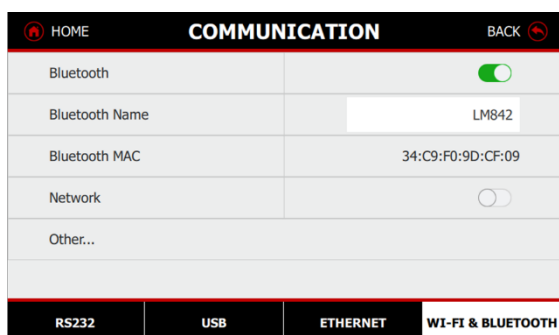 HOME COMMUNICATION BACK
Bluetooth
Bluetooth Name LM842
Bluetooth MAC 34:C9:F0:9D:CF:09
Network
Other...
RS232 USB ETHERNET WI-FI & BLUETOOTH